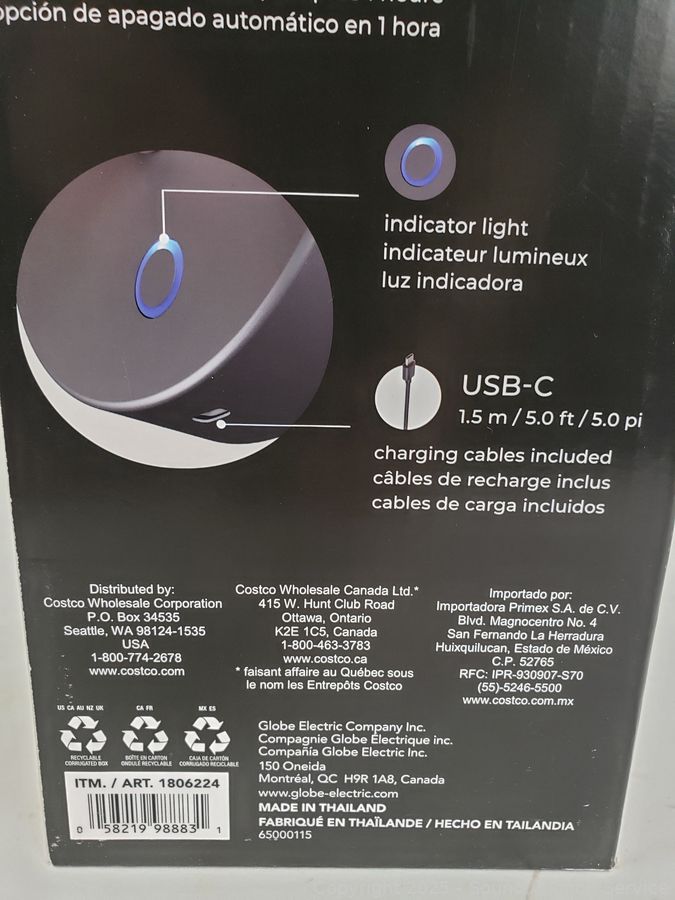 opción de apagado automático en 1 hora
indicator light
indicateur lumineux
luz indicadora
USB-C
1.5 m / 5.0 ft / 5.0 pi
charging cables included
câbles de recharge inclus
cables de carga incluidos
Distributed by:
Costco Wholesale Corporation
P.O. Box 34535
Seattle, WA 98124-1535
USA
1-800-774-2678
www.costco.com
Costco Wholesale Canada Ltd.*
415 W. Hunt Club Road
Ottawa, Ontario
K2E 1C5, Canada
1-800-463-3783
www.costco.ca
* faisant affaire au Québec sous
le nom les Entrepôts Costco
Importado por:
Importadora Primex S.A. de C.V.
Blvd. Magnocentro No. 4
San Fernando La Herradura
Huixquilucan, Estado de México
C.P. 52765
RFC: IPR-930907-S70
(55)-5246-5500
www.costco.com.mx
US CA AU NZ UK
RECYCLABLE
CORRUGATED BOX
CA FR
BOÎTE EN CARTON
ONDULÉ RECYCLABLE
MX ES
CAJA DE CARTÓN
CORRUGADO RECICLABLE
ITM. / ART. 1806224
0 58219 98883 1
Globe Electric Company Inc.
Compagnie Globe Électrique inc.
Compañía Globe Electric Inc.
150 Oneida
Montréal, QC H9R 1A8, Canada
www.globe-electric.com
MADE IN THAILAND
FABRIQUÉ EN THAÏLANDE / HECHO EN TAILANDIA
65000115